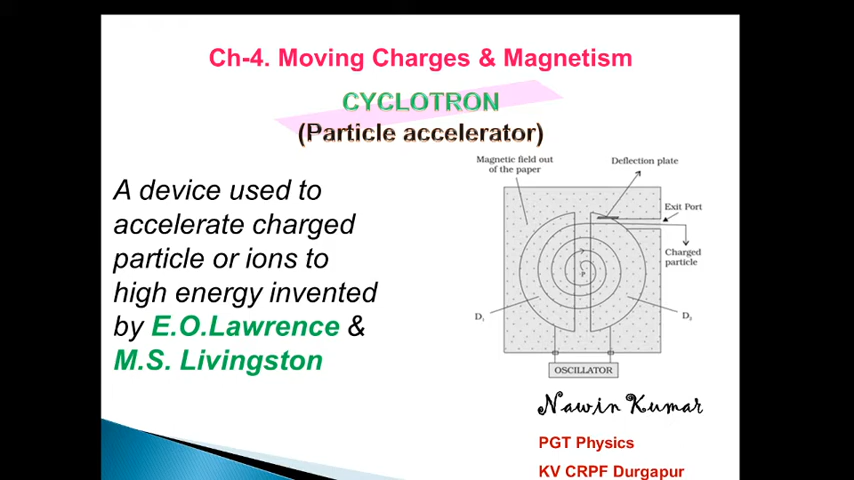 Ch-4. Moving Charges & Magnetism
CYCLOTRON
(Particle accelerator)
A device used to
accelerate charged
particle or ions to
high energy invented
by E.O.Lawrence &
M.S. Livingston
Magnetic field out
of the paper
Deflection plate
Exit Port
Charged
particle
P
D₁
D₂
OSCILLATOR
Nawin Kumar
PGT Physics
KV CRPF Durgapur